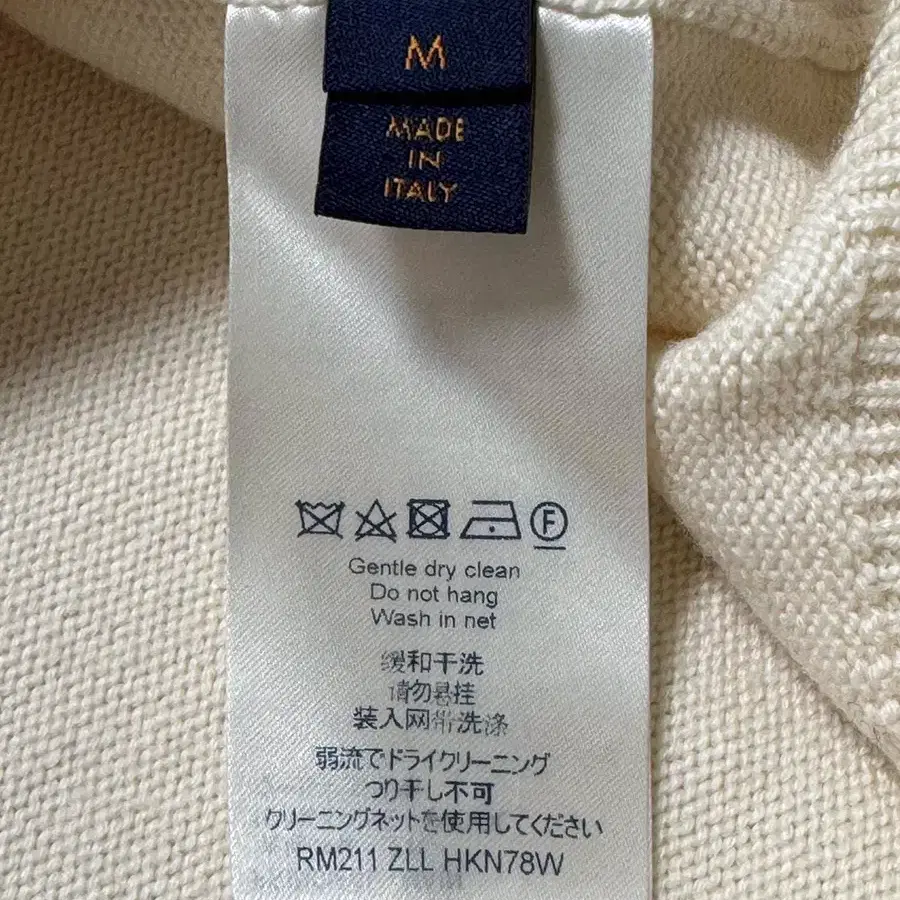 M
MADE
IN
ITALY
F
Gentle dry clean
Do not hang
Wash in net
缓和干洗
请勿悬挂
装入网带洗涤
弱流でドライクリーニング
つり干し不可
クリーニングネットを使用してください
RM211 ZLL HKN78W